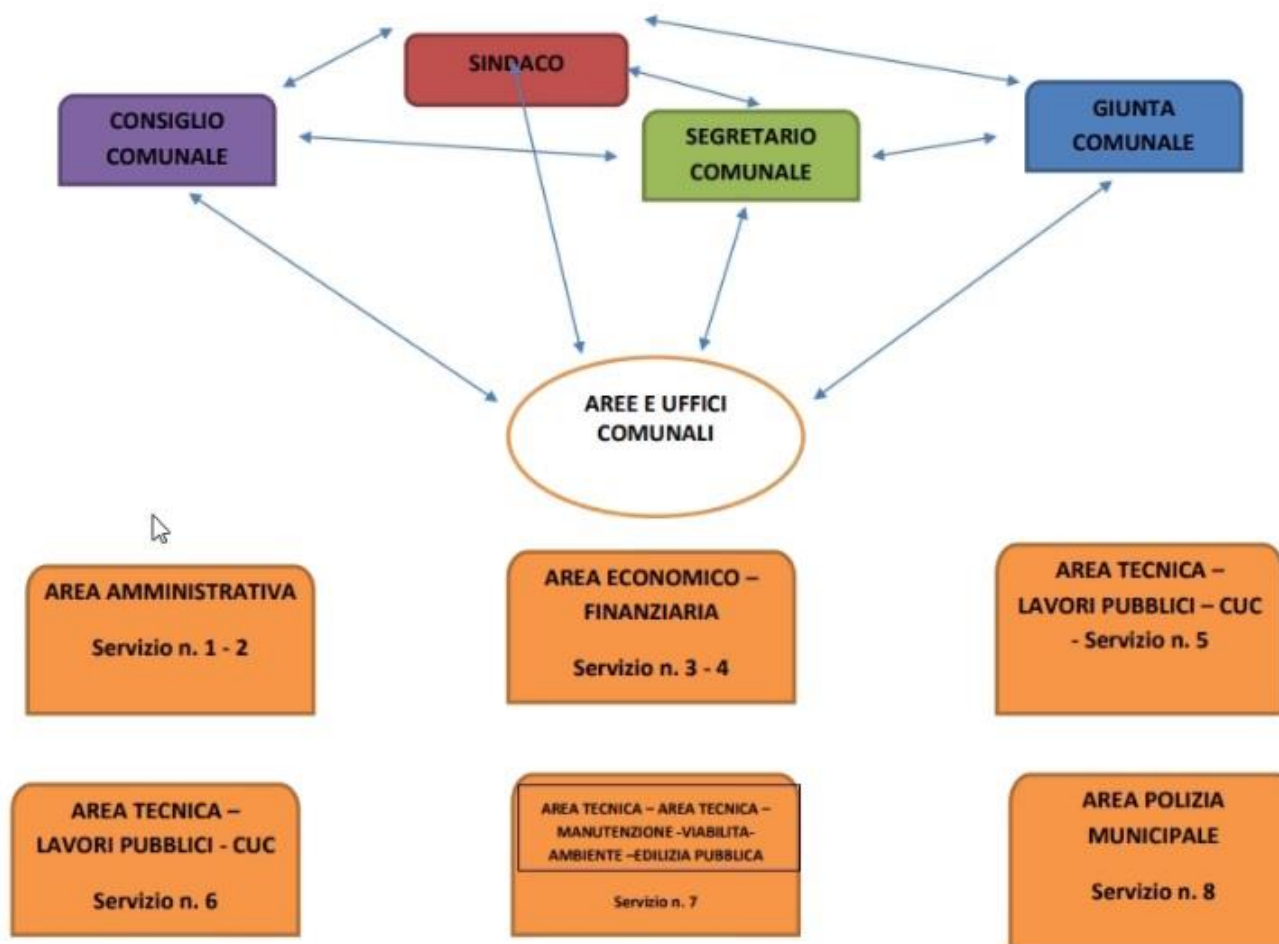 SINDACO
CONSIGLIO
COMUNALE
SEGRETARIO
COMUNALE
GIUNTA
COMUNALE
AREE E UFFICI
COMUNALI
AREA AMMINISTRATIVA
Servizio n. 1 - 2
AREA ECONOMICO –
FINANZIARIA
Servizio n. 3 - 4
AREA TECNICA –
LAVORI PUBBLICI – CUC
- Servizio n. 5
AREA TECNICA –
LAVORI PUBBLICI - CUC
Servizio n. 6
AREA TECNICA – AREA TECNICA –
MANUTENZIONE -VIABILITA-
AMBIENTE –EDILIZIA PUBBLICA
Servizio n. 7
AREA POLIZIA
MUNICIPALE
Servizio n. 8